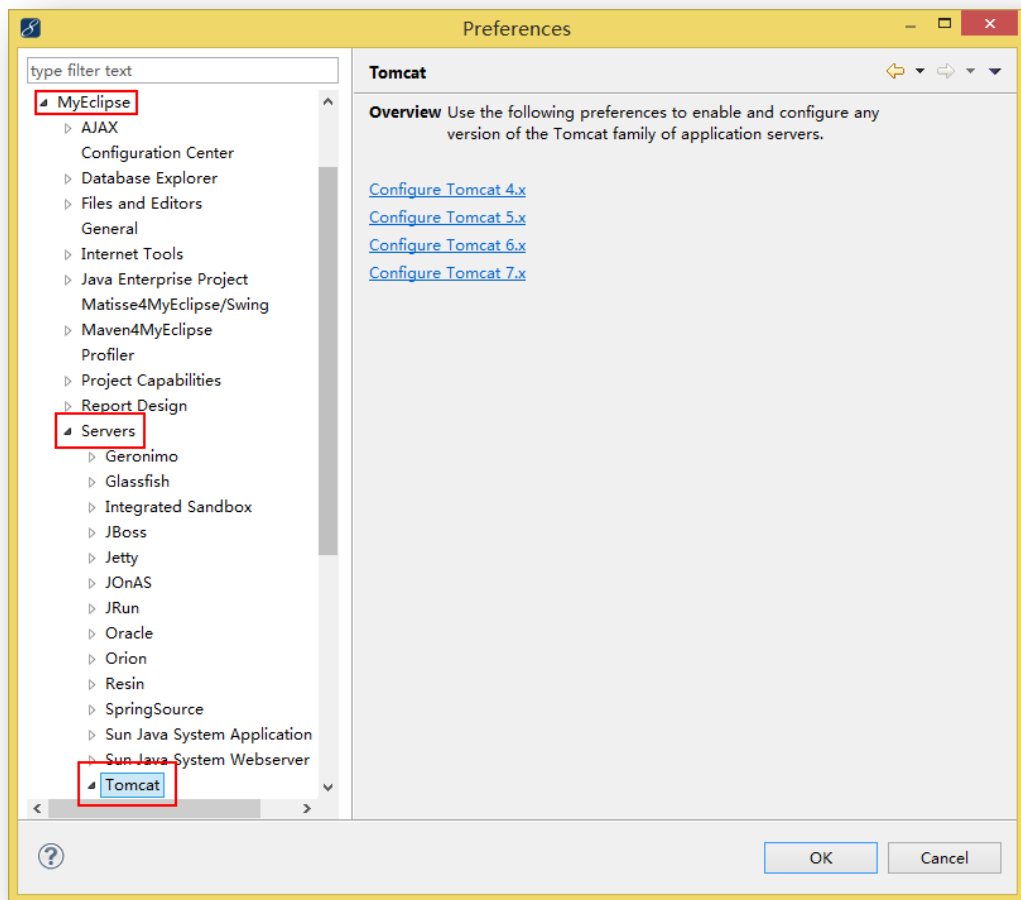 Preferences
type filter text
MyEclipse
AJAX
Configuration Center
Database Explorer
Files and Editors
General
Internet Tools
Java Enterprise Project
Matisse4MyEclipse/Swing
Maven4MyEclipse
Profiler
Project Capabilities
Report Design
Servers
Geronimo
Glassfish
Integrated Sandbox
JBoss
Jetty
JOnAS
JRun
Oracle
Orion
Resin
SpringSource
Sun Java System Application
Sun Java System Webserver
Tomcat
Tomcat
Overview Use the following preferences to enable and configure any
version of the Tomcat family of application servers.
Configure Tomcat 4.x
Configure Tomcat 5.x
Configure Tomcat 6.x
Configure Tomcat 7.x
OK
Cancel